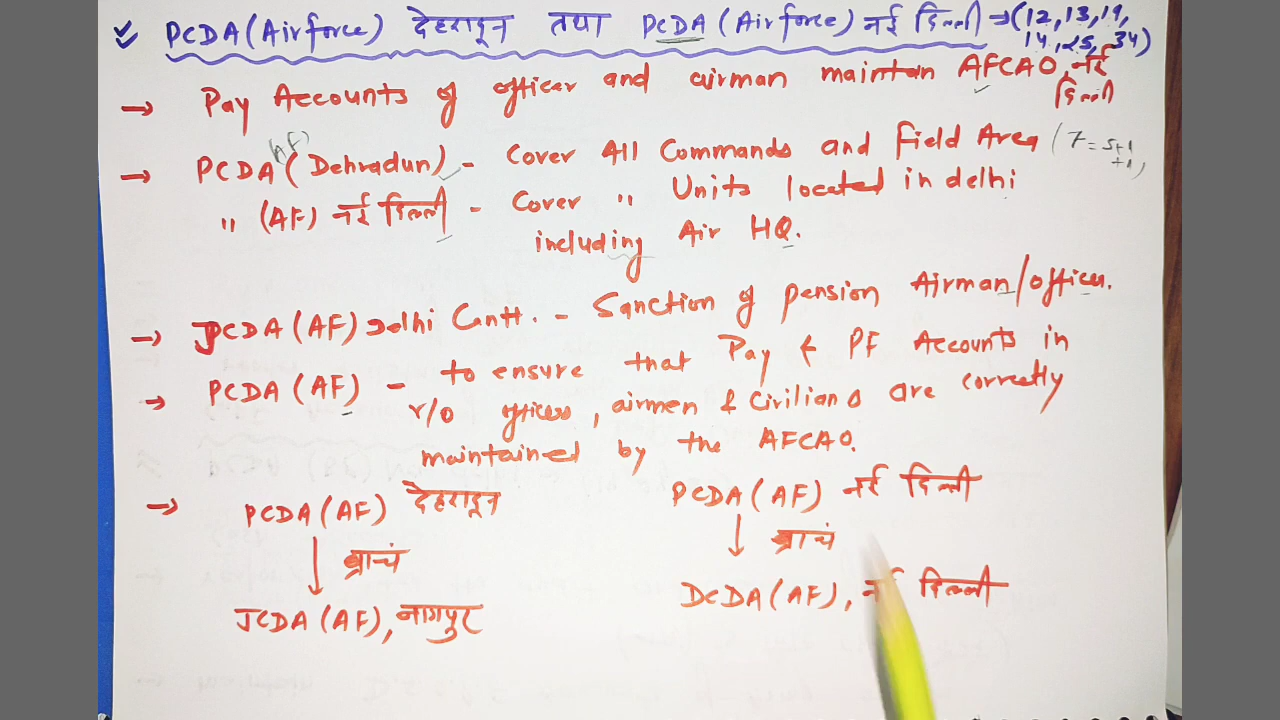 PCDA (Airforce) देहरादून तथा PCDA (Airforce) नई दिल्ली → (12, 13, 19,
14, 25, 34)
→ Pay Accounts of officer and airman maintain AFCAO, नई
दिल्ली
→ PCDA (AF) (Dehradun) - Cover All Commands and Field Area (7 = 5+1
+1)
" (AF) नई दिल्ली - Cover " Units located in delhi
including Air HQ.
→ JCDA (AF) Delhi Cantt. - Sanction of pension Airman/officer.
→ PCDA (AF) - to ensure that Pay & PF Accounts in
r/o officers, airmen & Civilians are correctly
maintained by the AFCAO.
→ PCDA (AF) देहरादून PCDA (AF) नई दिल्ली
↓ ब्राचं ↓ ब्राचं
JCDA (AF), नागपुर DCDA (AF), नई दिल्ली